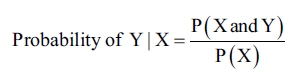 Probability of Y | X = P(X and Y) / P(X)